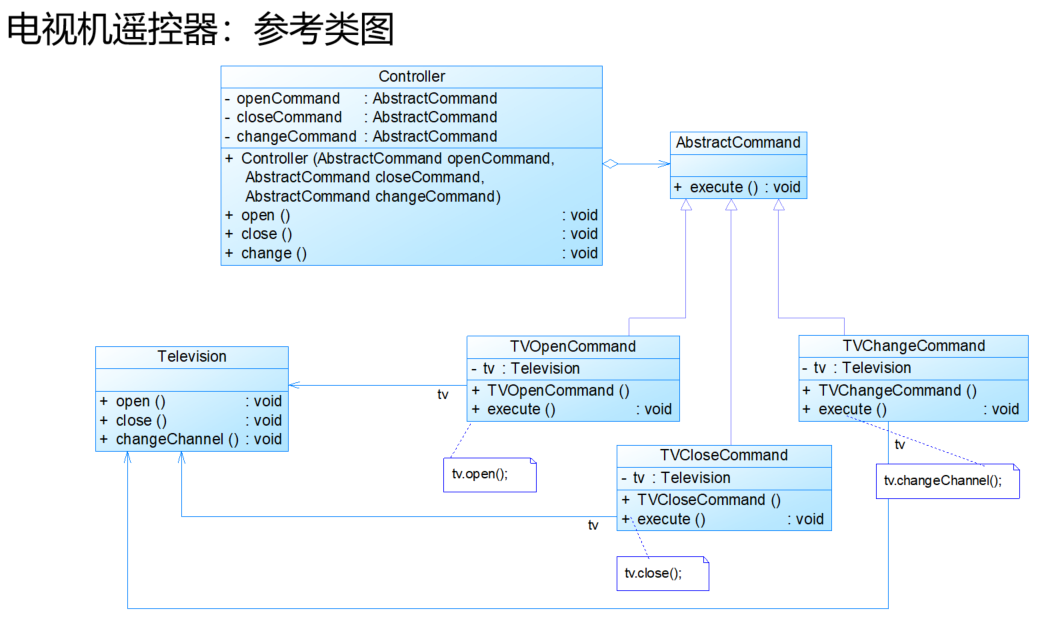 电视机遥控器：参考类图
Controller
- openCommand : AbstractCommand
- closeCommand : AbstractCommand
- changeCommand : AbstractCommand
+ Controller (AbstractCommand openCommand,
AbstractCommand closeCommand,
AbstractCommand changeCommand)
+ open () : void
+ close () : void
+ change () : void
AbstractCommand
+ execute () : void
Television
+ open () : void
+ close () : void
+ changeChannel () : void
tv
TVOpenCommand
- tv : Television
+ TVOpenCommand ()
+ execute () : void
tv.open();
TVChangeCommand
- tv : Television
+ TVChangeCommand ()
+ execute () : void
tv
tv.changeChannel();
TVCloseCommand
- tv : Television
+ TVCloseCommand ()
+ execute () : void
tv
tv.close();